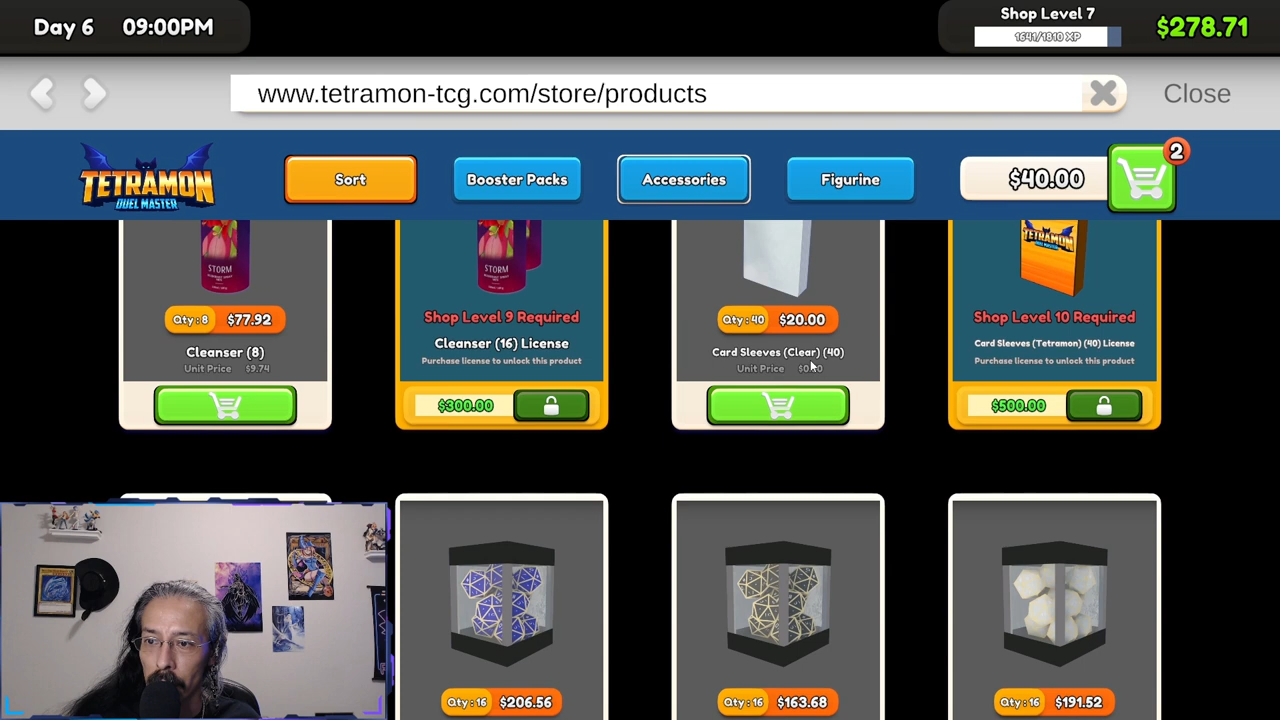 Day 6 09:00PM
Shop Level 7
1641/1810 XP
$278.71
www.tetramon-tcg.com/store/products
Close
TETRAMON
DUEL MASTER
Sort
Booster Packs
Accessories
Figurine
$40.00
2
STORM
Qty : 8 $77.92
Cleanser (8)
Unit Price $9.74
STORM
Shop Level 9 Required
Cleanser (16) License
Purchase license to unlock this product
$300.00
Qty : 40 $20.00
Card Sleeves (Clear) (40)
Unit Price
TETRAMON
Shop Level 10 Required
Card Sleeves (Tetramon) (40) License
Purchase license to unlock this product
$500.00
Qty : 16 $206.56
Qty : 16 $163.68
Qty : 16 $191.52